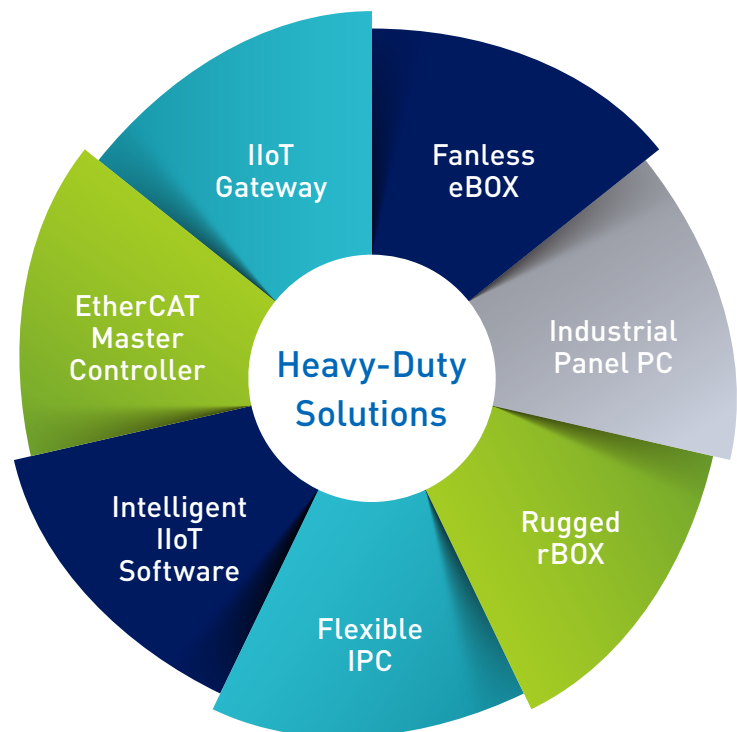 Heavy-Duty
Solutions
Fanless
eBOX
Industrial
Panel PC
Rugged
rBOX
Flexible
IPC
Intelligent
IIoT
Software
EtherCAT
Master
Controller
IIoT
Gateway